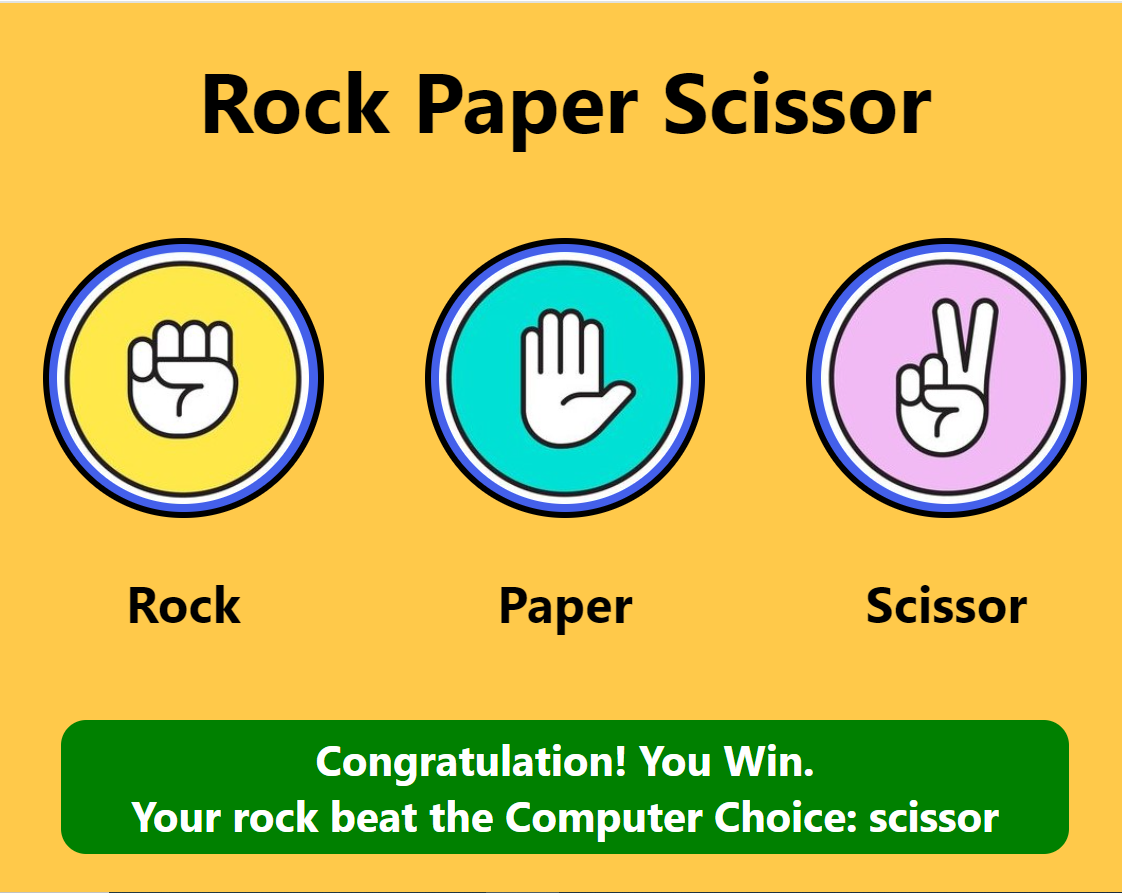 Rock Paper Scissor
Rock
Paper
Scissor
Congratulation! You Win.
Your rock beat the Computer Choice: scissor